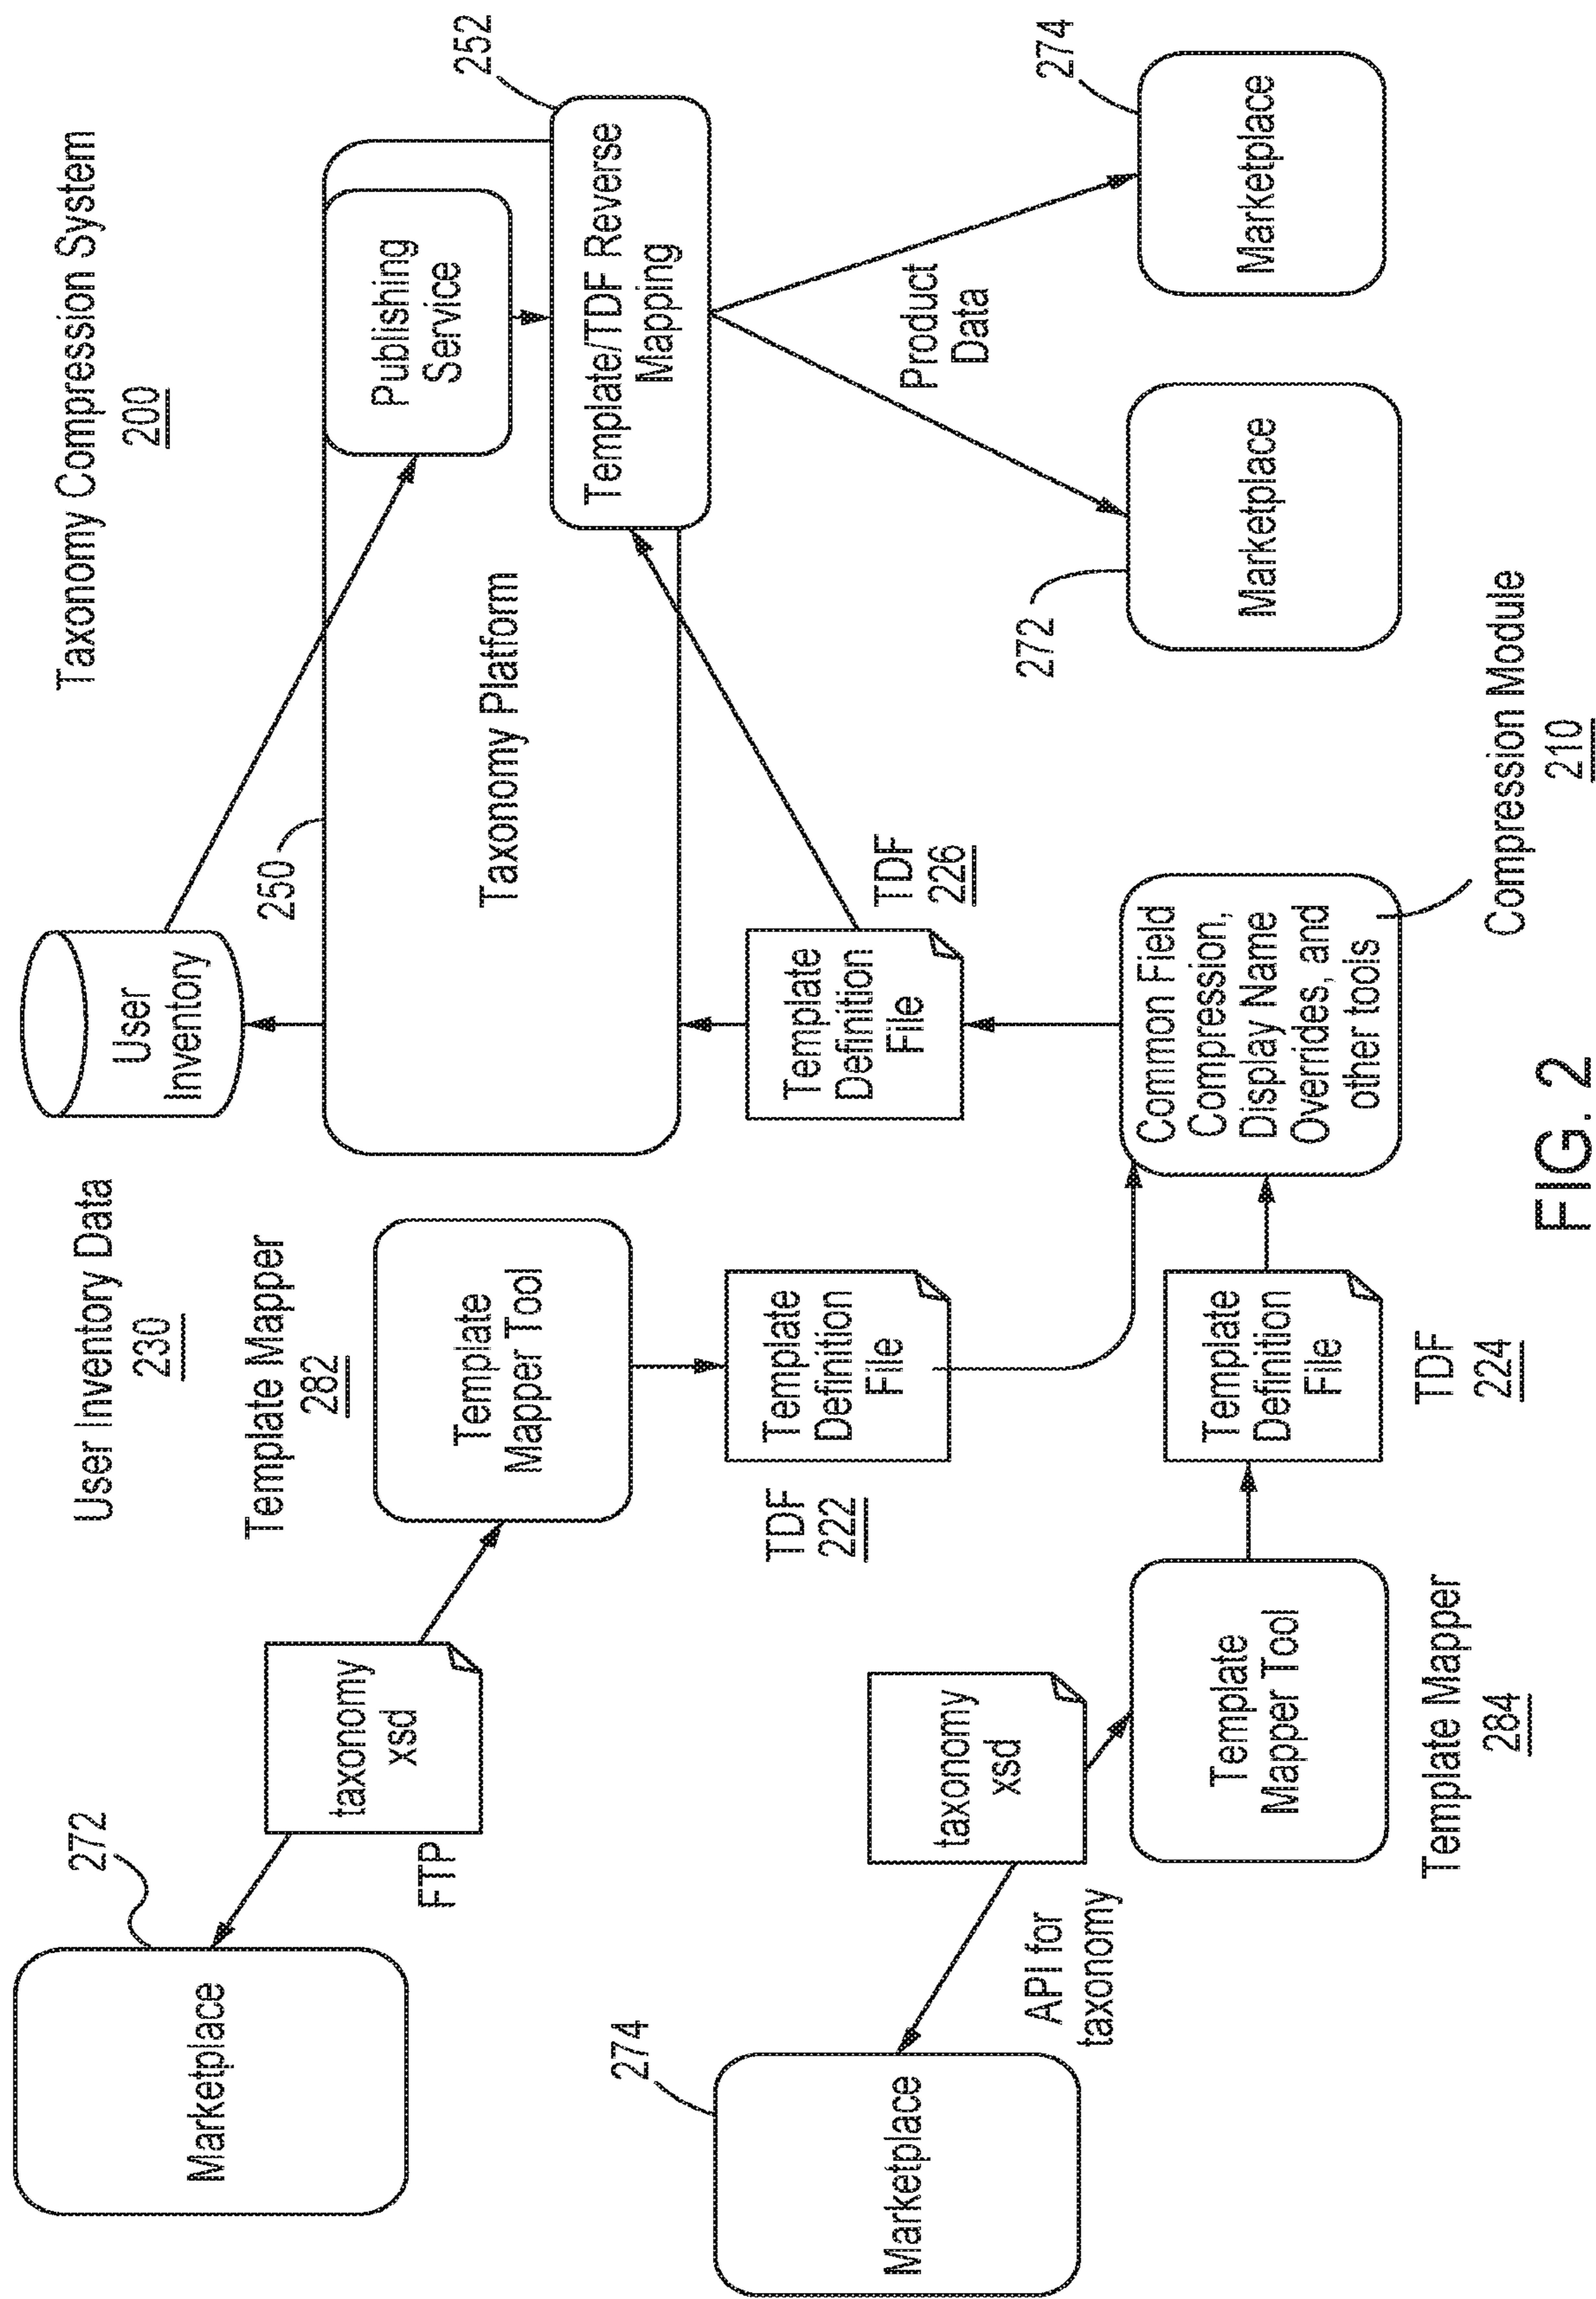 Taxonomy Compression System
200
User Inventory Data
230
User
Inventory
272
Marketplace
taxonomy
xsd
FTP
Template Mapper
282
Template
Mapper Tool
250
Taxonomy Platform
Publishing
Service
252
Template/TDF Reverse
Mapping
TDF
222
Template
Definition
File
Template
Definition
File
TDF
226
Product
Data
274
Marketplace
API for
taxonomy
taxonomy
xsd
Template
Mapper Tool
Template Mapper
284
Template
Definition
File
TDF
224
Common Field
Compression,
Display Name
Overrides, and
other tools
Compression Module
210
272
Marketplace
274
Marketplace
FIG. 2